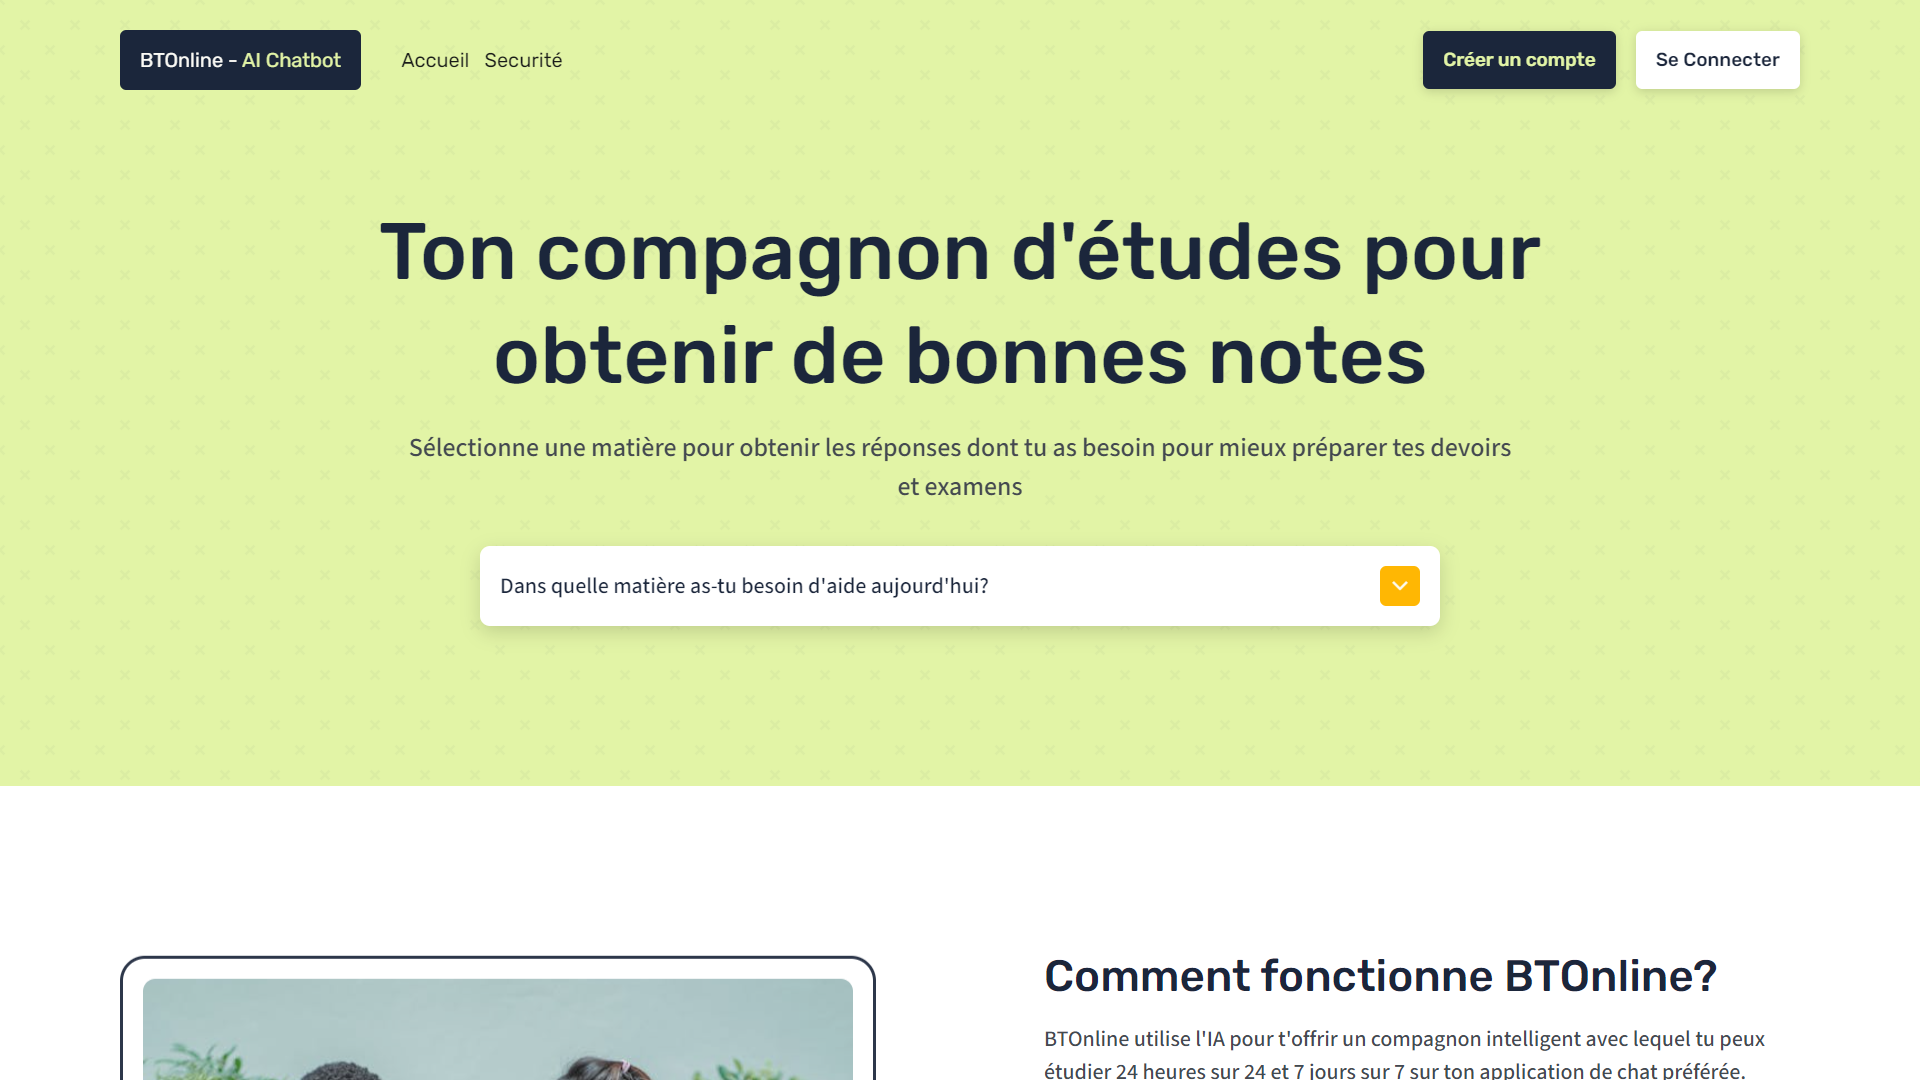 BTOnline - AI Chatbot
Accueil Securité
Créer un compte
Se Connecter
Ton compagnon d'études pour
obtenir de bonnes notes
Sélectionne une matière pour obtenir les réponses dont tu as besoin pour mieux préparer tes devoirs
et examens
Dans quelle matière as-tu besoin d'aide aujourd'hui?
Comment fonctionne BTOnline?
BTOnline utilise l'IA pour t'offrir un compagnon intelligent avec lequel tu peux
étudier 24 heures sur 24 et 7 jours sur 7 sur ton application de chat préférée.